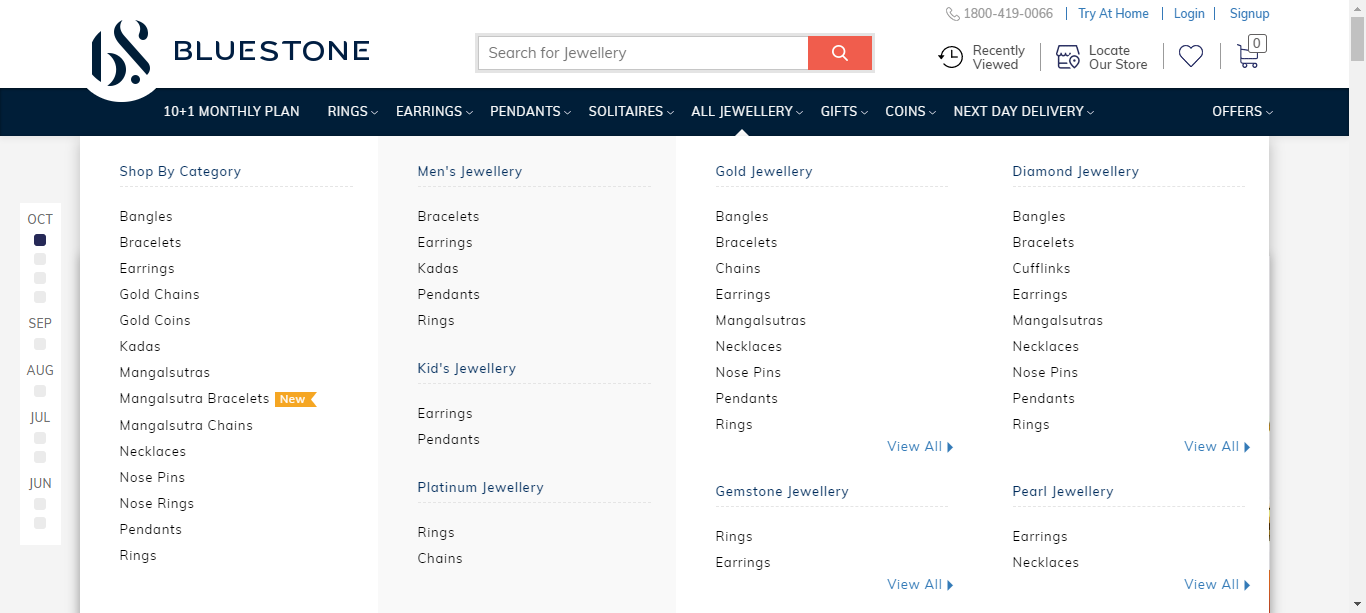 1800-419-0066
Try At Home
Login
Signup
BLUESTONE
Search for Jewellery
Recently
Viewed
Locate
Our Store
0
10+1 MONTHLY PLAN
RINGS
EARRINGS
PENDANTS
SOLITAIRES
ALL JEWELLERY
GIFTS
COINS
NEXT DAY DELIVERY
OFFERS
OCT
SEP
AUG
JUL
JUN
Shop By Category
Bangles
Bracelets
Earrings
Gold Chains
Gold Coins
Kadas
Mangalsutras
Mangalsutra Bracelets New
Mangalsutra Chains
Necklaces
Nose Pins
Nose Rings
Pendants
Rings
Men's Jewellery
Bracelets
Earrings
Kadas
Pendants
Rings
Kid's Jewellery
Earrings
Pendants
Platinum Jewellery
Rings
Chains
Gold Jewellery
Bangles
Bracelets
Chains
Earrings
Mangalsutras
Necklaces
Nose Pins
Pendants
Rings
View All
Gemstone Jewellery
Rings
Earrings
View All
Diamond Jewellery
Bangles
Bracelets
Cufflinks
Earrings
Mangalsutras
Necklaces
Nose Pins
Pendants
Rings
View All
Pearl Jewellery
Earrings
Necklaces
View All